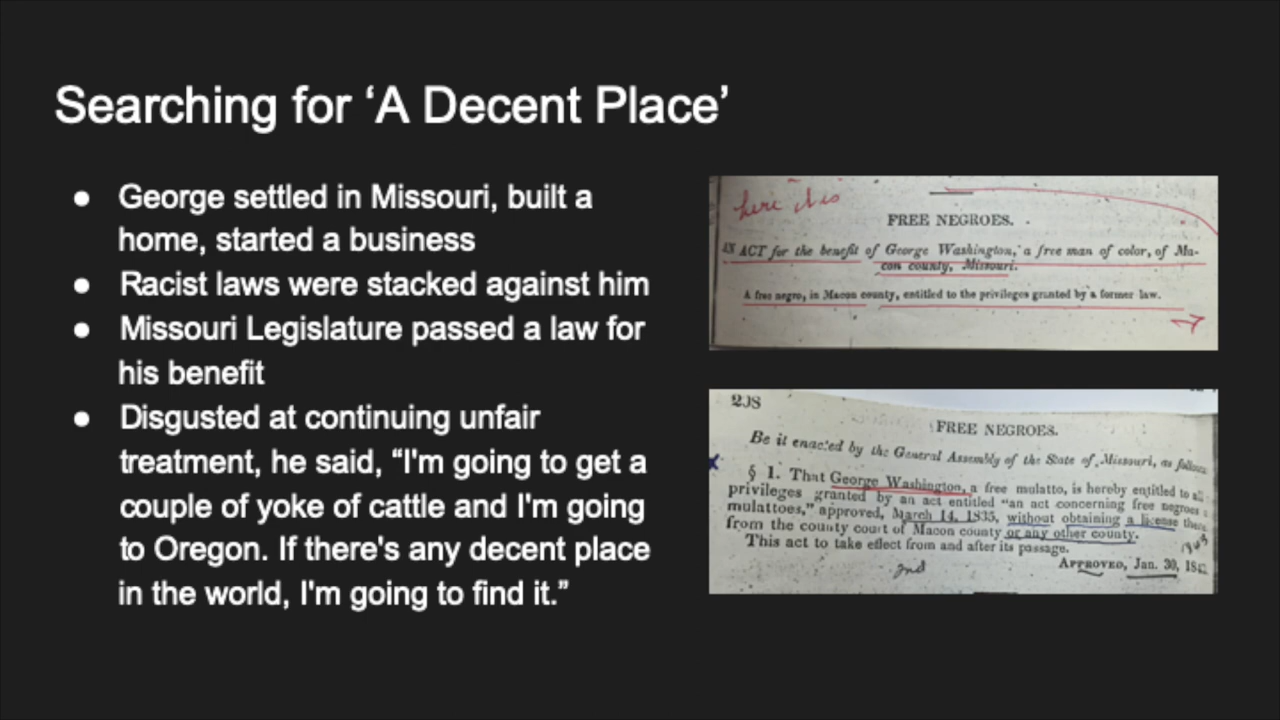 Searching for ‘A Decent Place’
● George settled in Missouri, built a
home, started a business
● Racist laws were stacked against him
● Missouri Legislature passed a law for
his benefit
● Disgusted at continuing unfair
treatment, he said, “I'm going to get a
couple of yoke of cattle and I'm going
to Oregon. If there's any decent place
in the world, I'm going to find it.”
here it is
FREE NEGROES.
AN ACT for the benefit of George Washington, a free man of color, of Ma-
con county, Missouri.
A free negro, in Macon county, entitled to the privileges granted by a former law.
208
FREE NEGROES.
Be it enacted by the General Assembly of the State of Missouri, as follows
§ 1. That George Washington, a free mulatto, is hereby entitled to all
privileges granted by an act entitled “an act concerning free negroes
mulattoes,” approved, March 14, 1835, without obtaining a license
from the county court of Macon county or any other county.
This act to take effect from and after its passage.
APPROVED, Jan. 30,